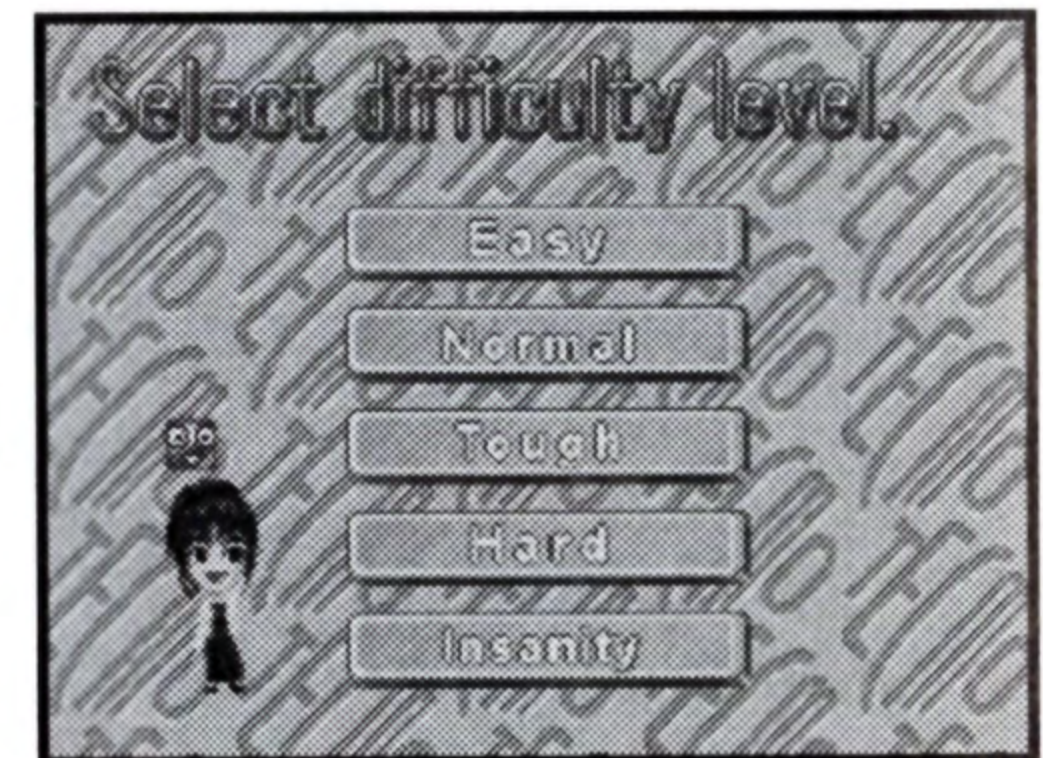 Select difficulty level.
Easy
Normal
Tough
Hard
Insanity